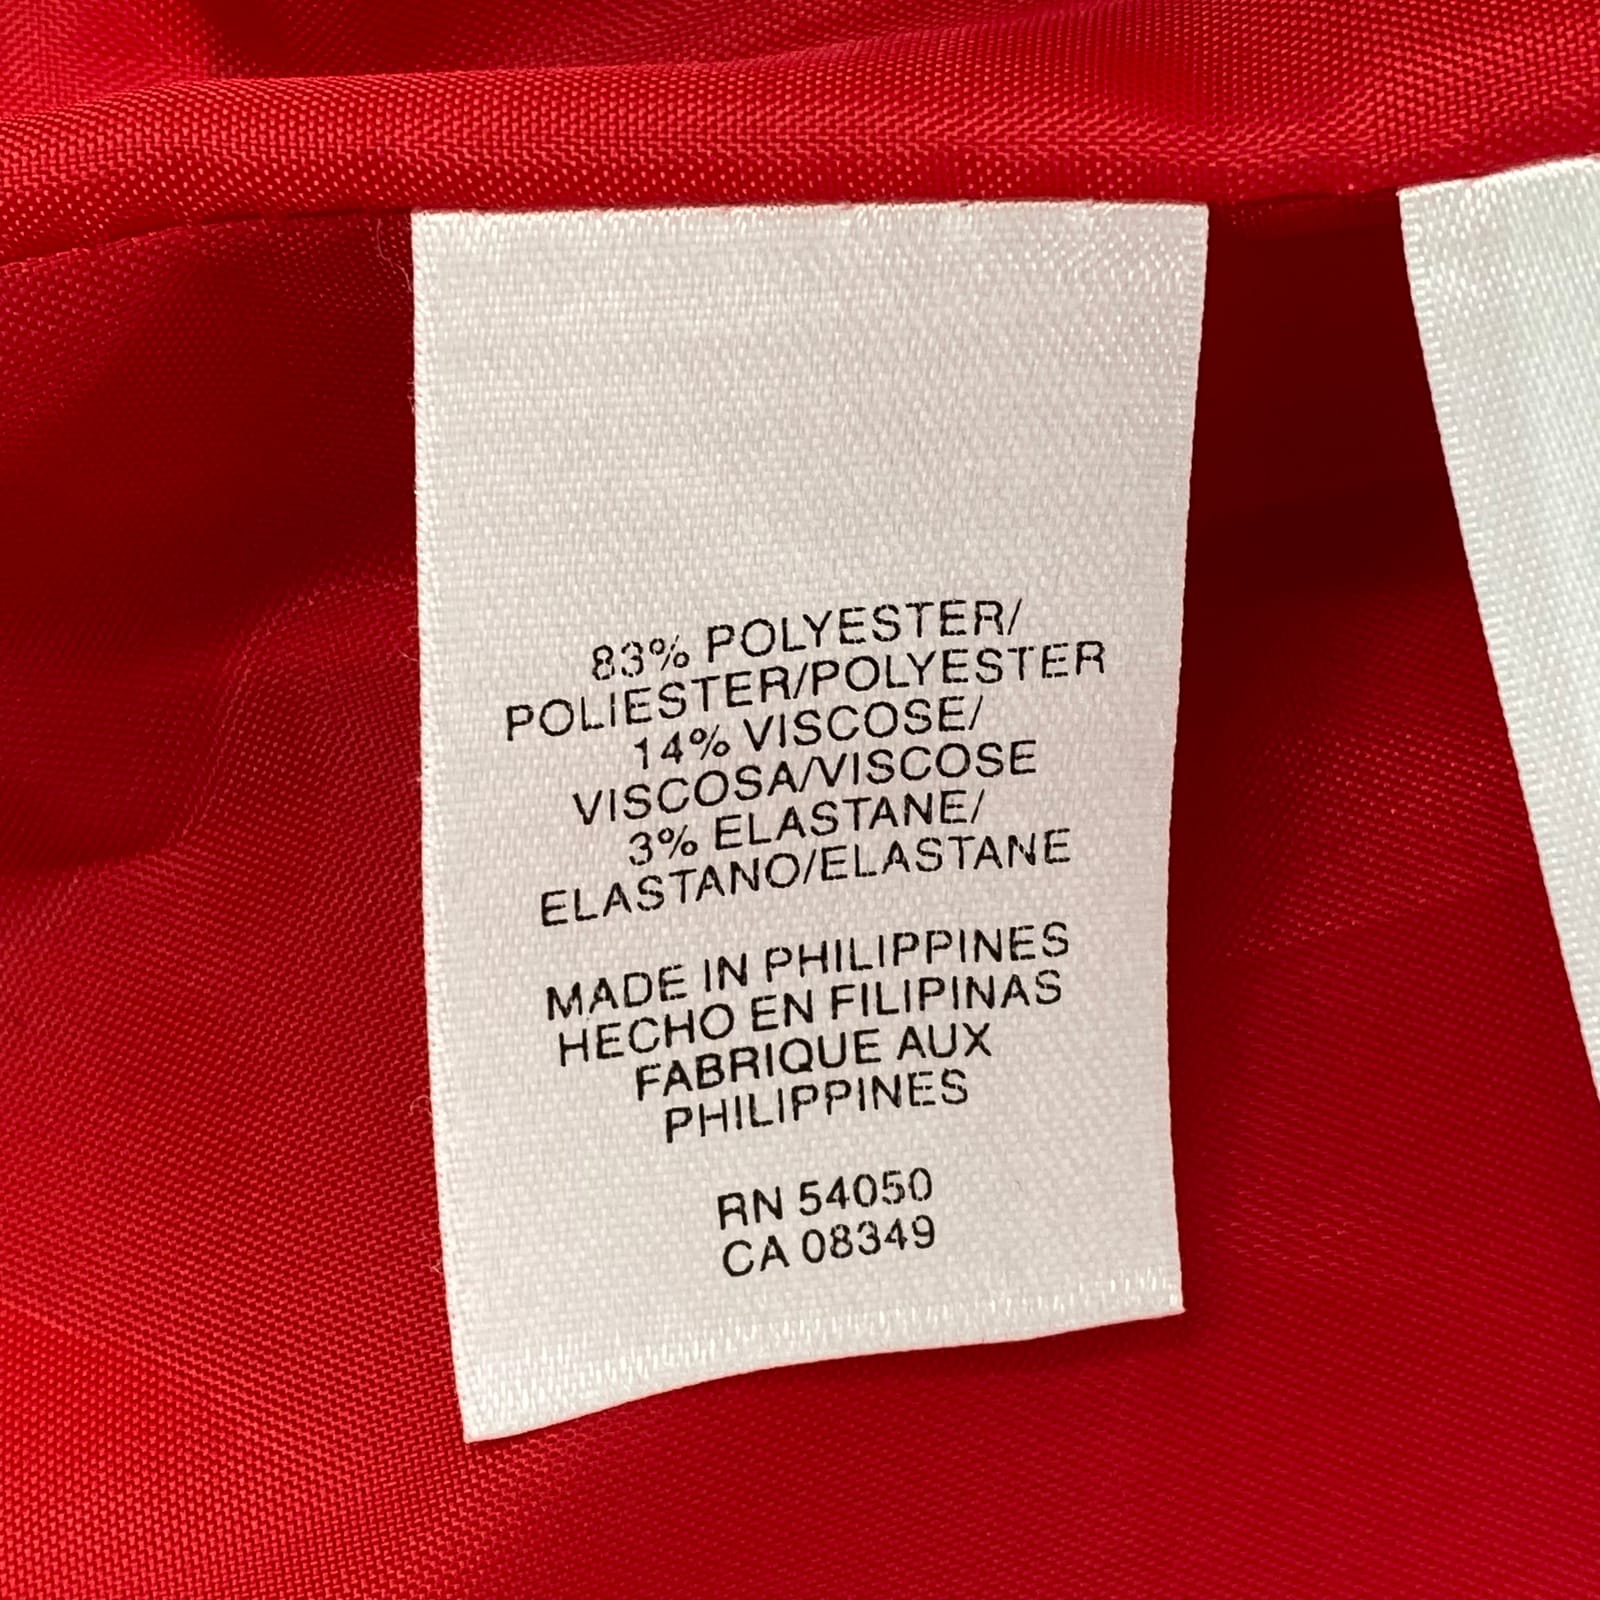 83% POLYESTER/
POLIESTER/POLYESTER
14% VISCOSE/
VISCOSA/VISCOSE
3% ELASTANE/
ELASTANO/ELASTANE
MADE IN PHILIPPINES
HECHO EN FILIPINAS
FABRIQUE AUX
PHILIPPINES
RN 54050
CA 08349